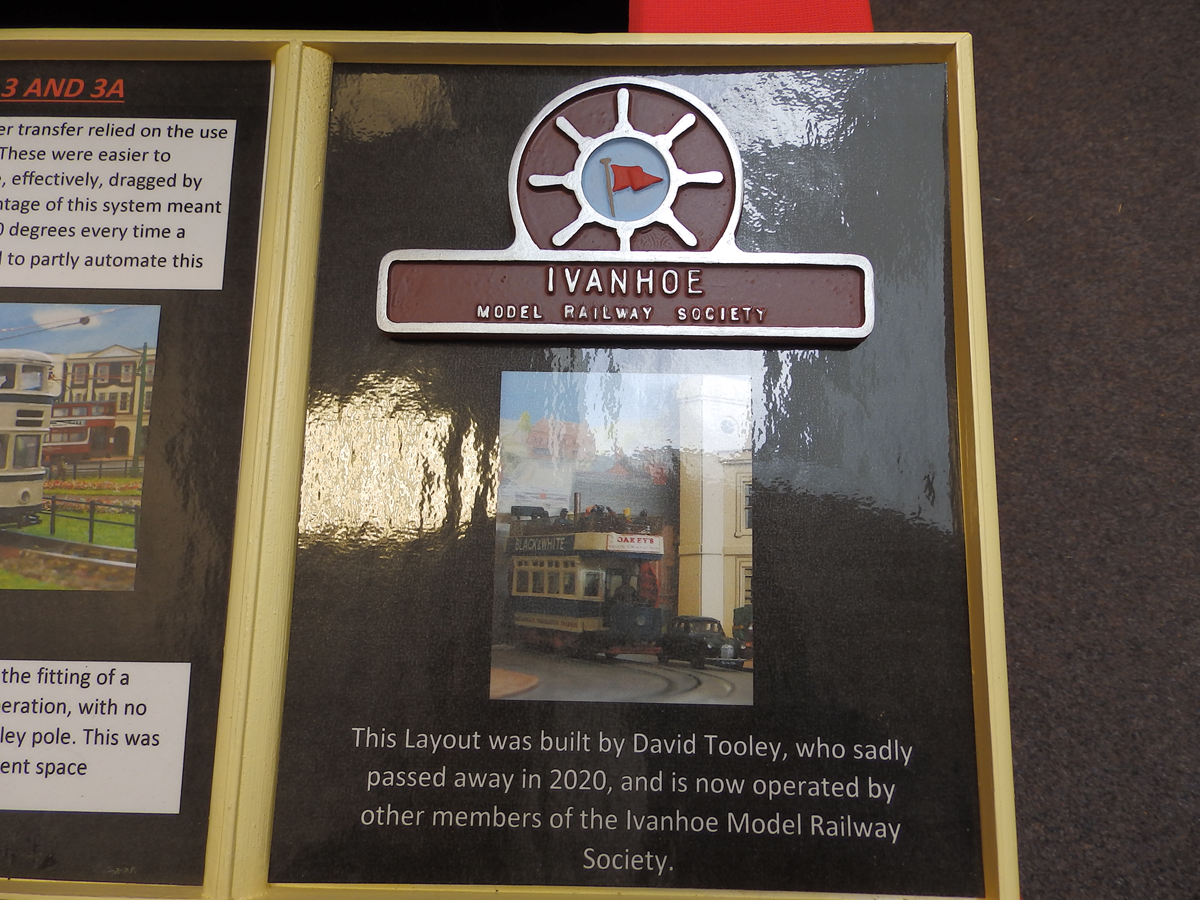 3 AND 3A
er transfer relied on the use
These were easier to
, effectively, dragged by
ntage of this system meant
0 degrees every time a
to partly automate this
the fitting of a
eration, with no
ley pole. This was
ent space
IVANHOE
MODEL RAILWAY SOCIETY
BLACK&WHITE
OAKEY'S
This Layout was built by David Tooley, who sadly
passed away in 2020, and is now operated by
other members of the Ivanhoe Model Railway
Society.